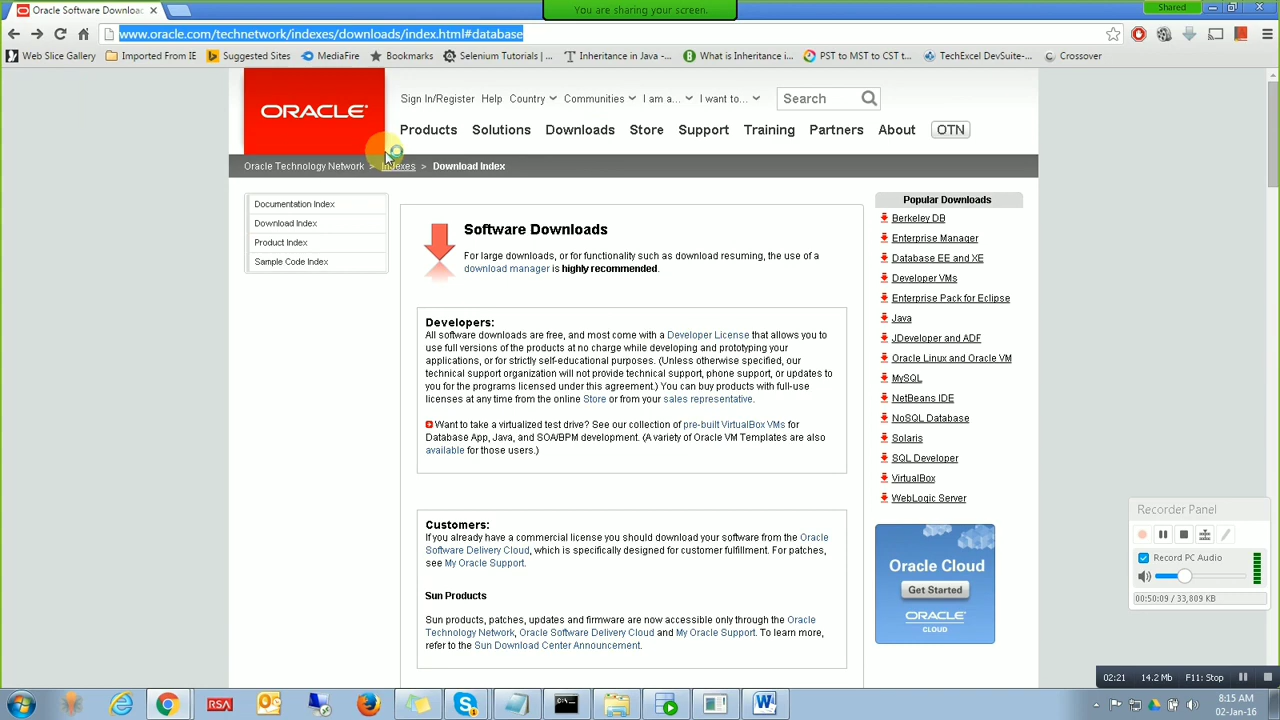 Oracle Software Downloa
You are sharing your screen.
Shared
www.oracle.com/technetwork/indexes/downloads/index.html#database
Web Slice Gallery
Imported From IE
Suggested Sites
MediaFire
Bookmarks
Selenium Tutorials | ...
Inheritance in Java -...
What is Inheritance i...
PST to MST to CST t...
TechExcel DevSuite-...
Crossover
ORACLE
Sign In/Register Help Country Communities I am a... I want to... Search
Products Solutions Downloads Store Support Training Partners About OTN
Oracle Technology Network > Indexes > Download Index
Documentation Index
Download Index
Product Index
Sample Code Index
Software Downloads
For large downloads, or for functionality such as download resuming, the use of a
download manager is highly recommended.
Developers:
All software downloads are free, and most come with a Developer License that allows you to
use full versions of the products at no charge while developing and prototyping your
applications, or for strictly self-educational purposes. (Unless otherwise specified, our
technical support organization will not provide technical support, phone support, or updates to
you for the programs licensed under this agreement.) You can buy products with full-use
licenses at any time from the online Store or from your sales representative.
Want to take a virtualized test drive? See our collection of pre-built VirtualBox VMs for
Database App, Java, and SOA/BPM development. (A variety of Oracle VM Templates are also
available for those users.)
Customers:
If you already have a commercial license you should download your software from the Oracle
Software Delivery Cloud, which is specifically designed for customer fulfillment. For patches,
see My Oracle Support.
Sun Products
Sun products, patches, updates and firmware are now accessible only through the Oracle
Technology Network, Oracle Software Delivery Cloud and My Oracle Support. To learn more,
refer to the Sun Download Center Announcement.
Popular Downloads
Berkeley DB
Enterprise Manager
Database EE and XE
Developer VMs
Enterprise Pack for Eclipse
Java
JDeveloper and ADF
Oracle Linux and Oracle VM
MySQL
NetBeans IDE
NoSQL Database
Solaris
SQL Developer
VirtualBox
WebLogic Server
Oracle Cloud
Get Started
ORACLE
CLOUD
Recorder Panel
Record PC Audio
00:50:09 / 33,809 KB
02:21 14.2 Mb F11: Stop
RSA
8:15 AM
02-Jan-16